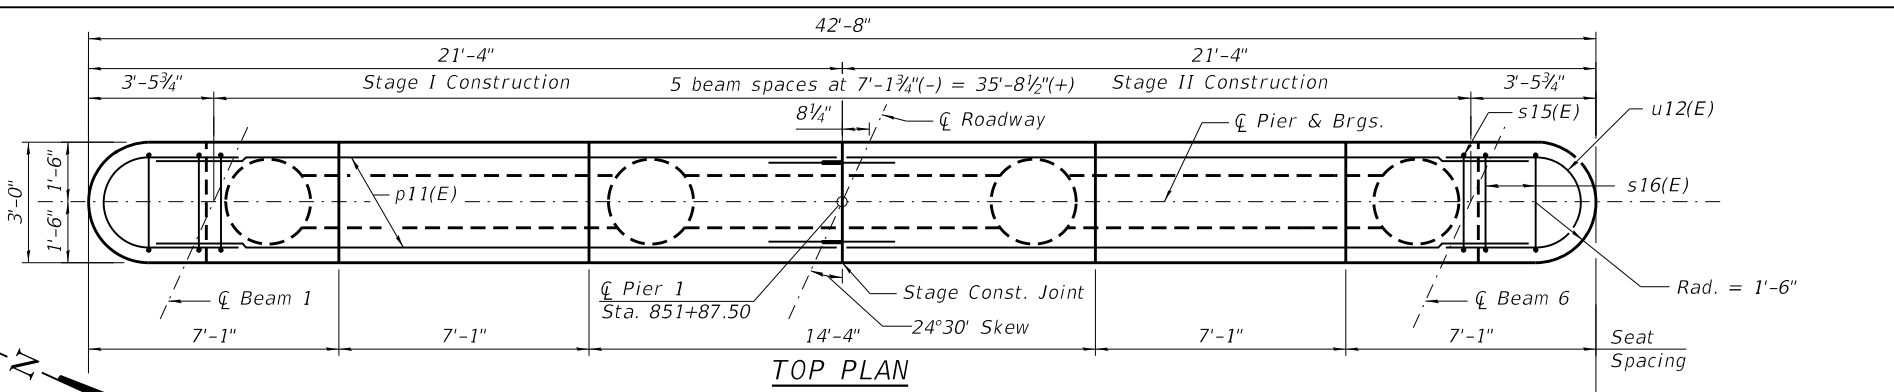 42'-8"
21'-4" 21'-4"
3'-5¾" Stage I Construction 5 beam spaces at 7'-1¾"(-) = 35'-8½"(+) Stage II Construction 3'-5¾"
8¼" ℄ Roadway ℄ Pier & Brgs. s15(E) u12(E)
3'-0" 1'-6" 1'-6"
p11(E) s16(E)
℄ Beam 1 ℄ Pier 1 Stage Const. Joint ℄ Beam 6 Rad. = 1'-6"
Sta. 851+87.50
24°30' Skew
7'-1" 7'-1" 14'-4" 7'-1" 7'-1" Seat
Spacing
N TOP PLAN